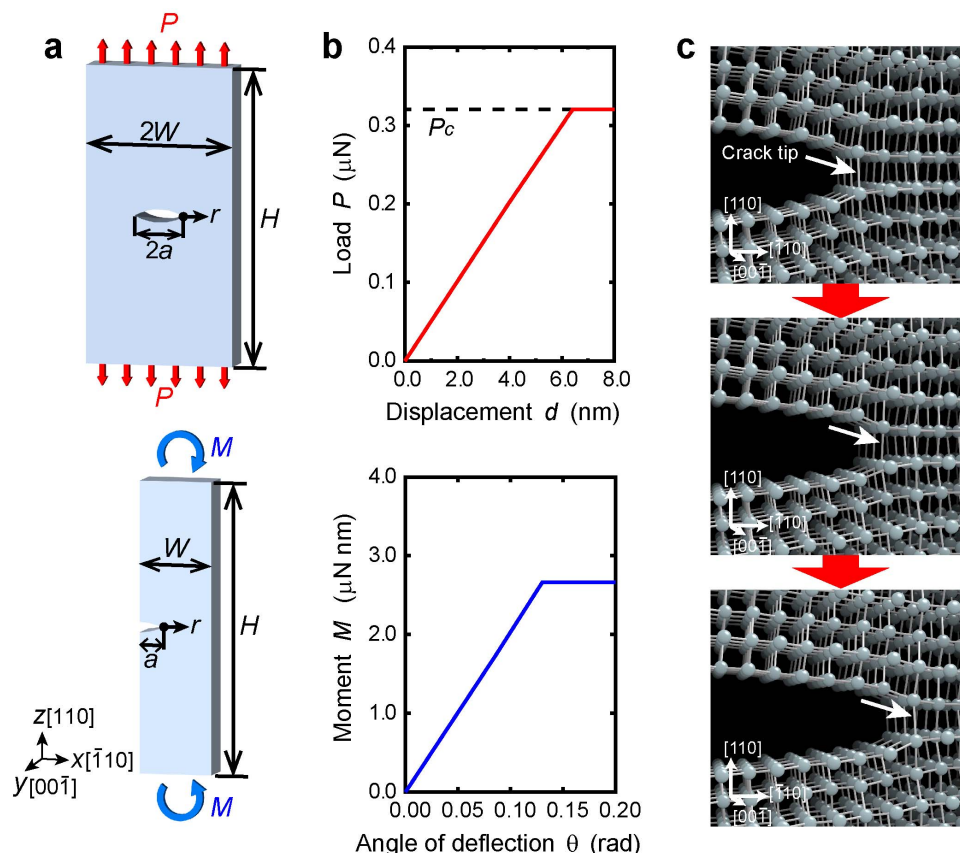 a
P
2W
H
r
2a
P
M
W
H
r
a
z[110]
x[1̄10]
y[001̄]
M
b
0.4
0.3
0.2
0.1
0.0
Pc
Load P (μN)
0.0 2.0 4.0 6.0 8.0
Displacement d (nm)
4.0
3.0
2.0
1.0
0.0
Moment M (μN nm)
0.00 0.05 0.10 0.15 0.20
Angle of deflection θ (rad)
c
Crack tip
[110]
[1̄10]
[001̄]
[110]
[1̄10]
[001̄]
[110]
[1̄10]
[001̄]